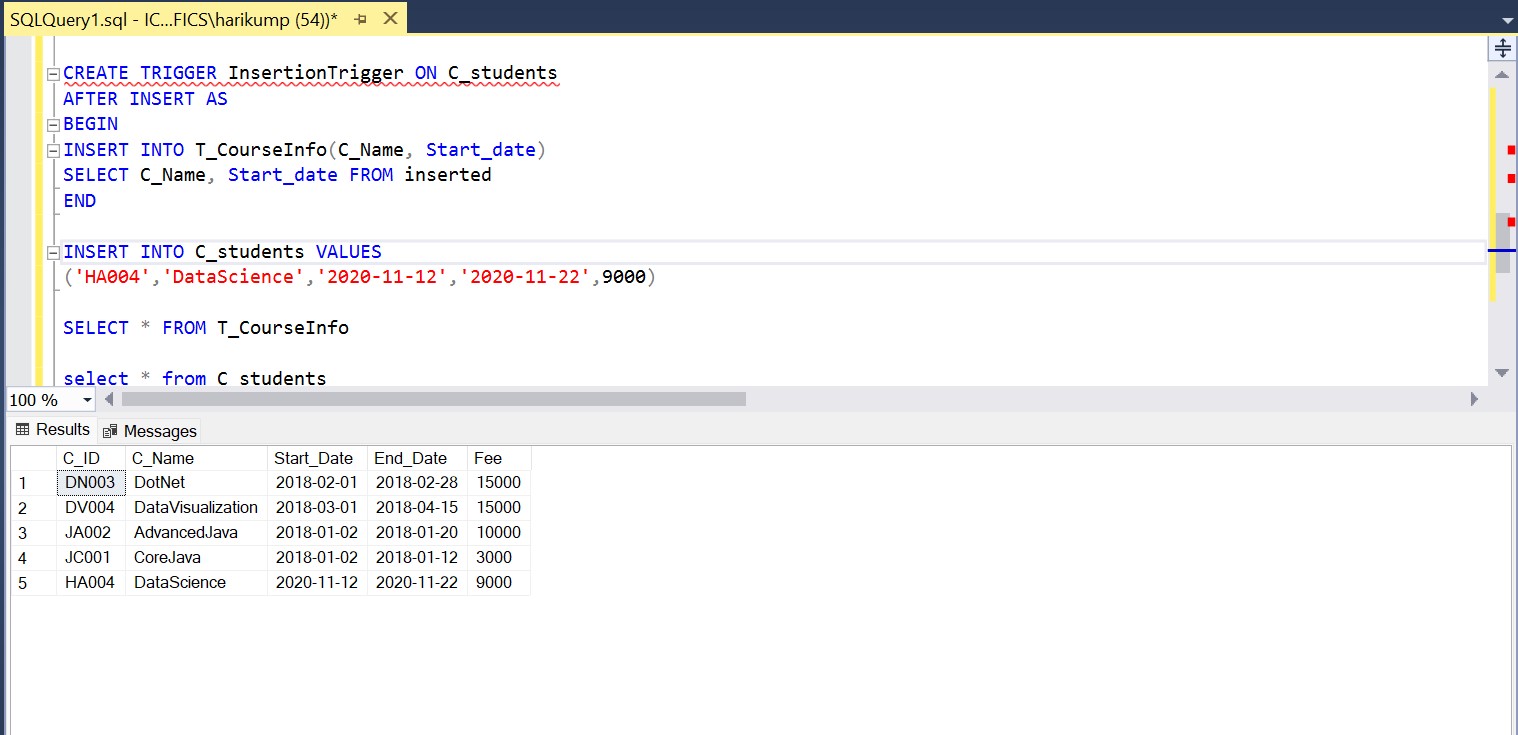 SQLQuery1.sql - IC...FICS\harikump (54))*
CREATE TRIGGER InsertionTrigger ON C_students
AFTER INSERT AS
BEGIN
INSERT INTO T_CourseInfo(C_Name, Start_date)
SELECT C_Name, Start_date FROM inserted
END
INSERT INTO C_students VALUES
('HA004','DataScience','2020-11-12','2020-11-22',9000)
SELECT * FROM T_CourseInfo
select * from C_students
100 %
Results Messages
C_ID C_Name Start_Date End_Date Fee
1 DN003 DotNet 2018-02-01 2018-02-28 15000
2 DV004 DataVisualization 2018-03-01 2018-04-15 15000
3 JA002 AdvancedJava 2018-01-02 2018-01-20 10000
4 JC001 CoreJava 2018-01-02 2018-01-12 3000
5 HA004 DataScience 2020-11-12 2020-11-22 9000